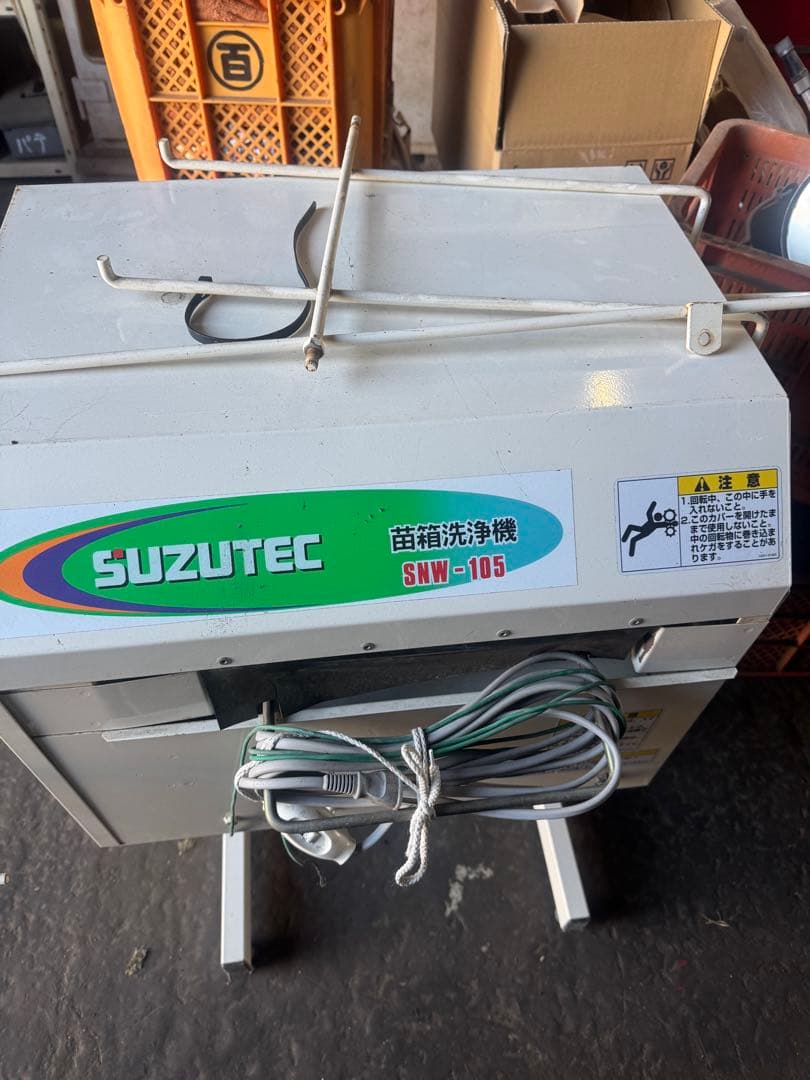 百
パテ
SUZUTEC
苗箱洗浄機
SNW-105
注意
1.回転中、この中に手を
入れないこと。
2.このカバーを開けたま
まで使用しないこと。
中の回転物に巻き込ま
れケガをすることがあ
ります。